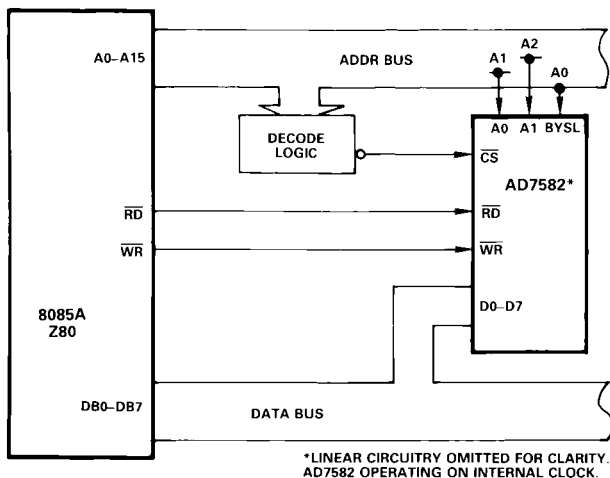 A0–A15
ADDR BUS
A1
A2
A0
A0 A1 BYSL
DECODE
LOGIC
CS
AD7582*
RD
RD
WR
WR
8085A
Z80
D0–D7
DB0–DB7
DATA BUS
*LINEAR CIRCUITRY OMITTED FOR CLARITY.
AD7582 OPERATING ON INTERNAL CLOCK.